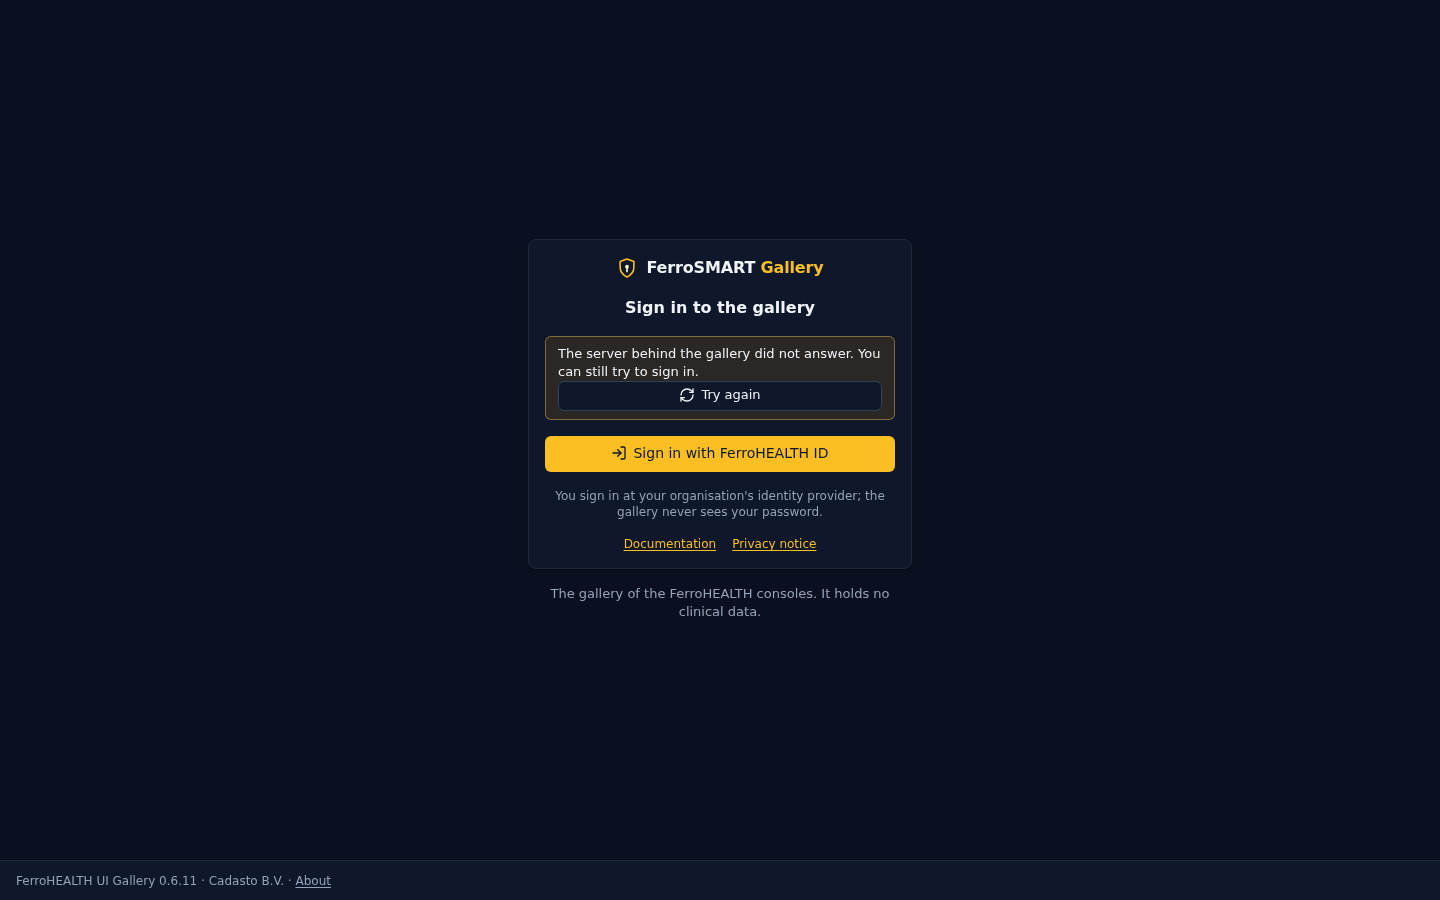 FerroSMART Gallery
Sign in to the gallery
The server behind the gallery did not answer. You
can still try to sign in.
Try again
Sign in with FerroHEALTH ID
You sign in at your organisation's identity provider; the
gallery never sees your password.
Documentation Privacy notice
The gallery of the FerroHEALTH consoles. It holds no
clinical data.
FerroHEALTH UI Gallery 0.6.11 · Cadasto B.V. · About